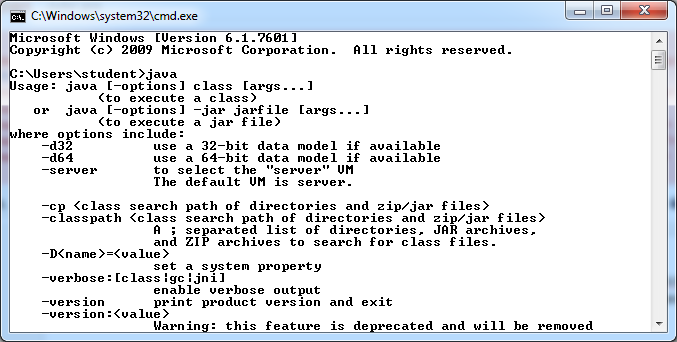 C:\Windows\system32\cmd.exe
Microsoft Windows [Version 6.1.7601]
Copyright (c) 2009 Microsoft Corporation.  All rights reserved.
C:\Users\student>java
Usage: java [-options] class [args...]
           (to execute a class)
   or  java [-options] -jar jarfile [args...]
           (to execute a jar file)
where options include:
    -d32          use a 32-bit data model if available
    -d64          use a 64-bit data model if available
    -server       to select the "server" VM
                  The default VM is server.
    -cp <class search path of directories and zip/jar files>
    -classpath <class search path of directories and zip/jar files>
                  A ; separated list of directories, JAR archives,
                  and ZIP archives to search for class files.
    -D<name>=<value>
                  set a system property
    -verbose:[class|gc|jni]
                  enable verbose output
    -version      print product version and exit
    -version:<value>
                  Warning: this feature is deprecated and will be removed